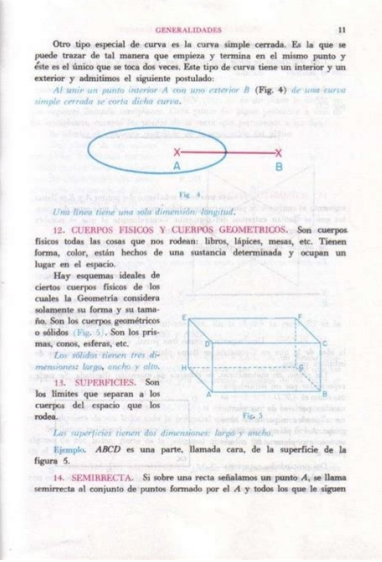 GENERALIDADES 11
Otro tipo especial de curva es la curva simple cerrada. Es la que se
puede trazar de tal manera que empieza y termina en el mismo punto y
éste es el único que se toca dos veces. Este tipo de curva tiene un interior y un
exterior y admitimos el siguiente postulado:
Al unir un punto interior A con uno exterior B (Fig. 4) de una curva
simple cerrada se corta dicha curva.
X X
A B
Fig. 4
Una línea tiene una sola dimensión: longitud.
12. CUERPOS FISICOS Y CUERPOS GEOMETRICOS. Son cuerpos
físicos todas las cosas que nos rodean: libros, lápices, mesas, etc. Tienen
forma, color, están hechos de una sustancia determinada y ocupan un
lugar en el espacio.
Hay esquemas ideales de
ciertos cuerpos físicos de los
cuales la Geometría considera
solamente su forma y su tama-
ño. Son los cuerpos geométricos
o sólidos (Fig. 5). Son los pris-
mas, conos, esferas, etc.
Los sólidos tienen tres di-
mensiones: largo, ancho y alto.
13. SUPERFICIES. Son
los límites que separan a los
cuerpos del espacio que los
rodea.
E F
D C
H G
A B
Fig. 5
Las superficies tienen dos dimensiones: largo y ancho.
Ejemplo. ABCD es una parte, llamada cara, de la superficie de la
figura 5.
14. SEMIRRECTA. Si sobre una recta señalamos un punto A, se llama
semirrecta al conjunto de puntos formado por el A y todos los que le siguen